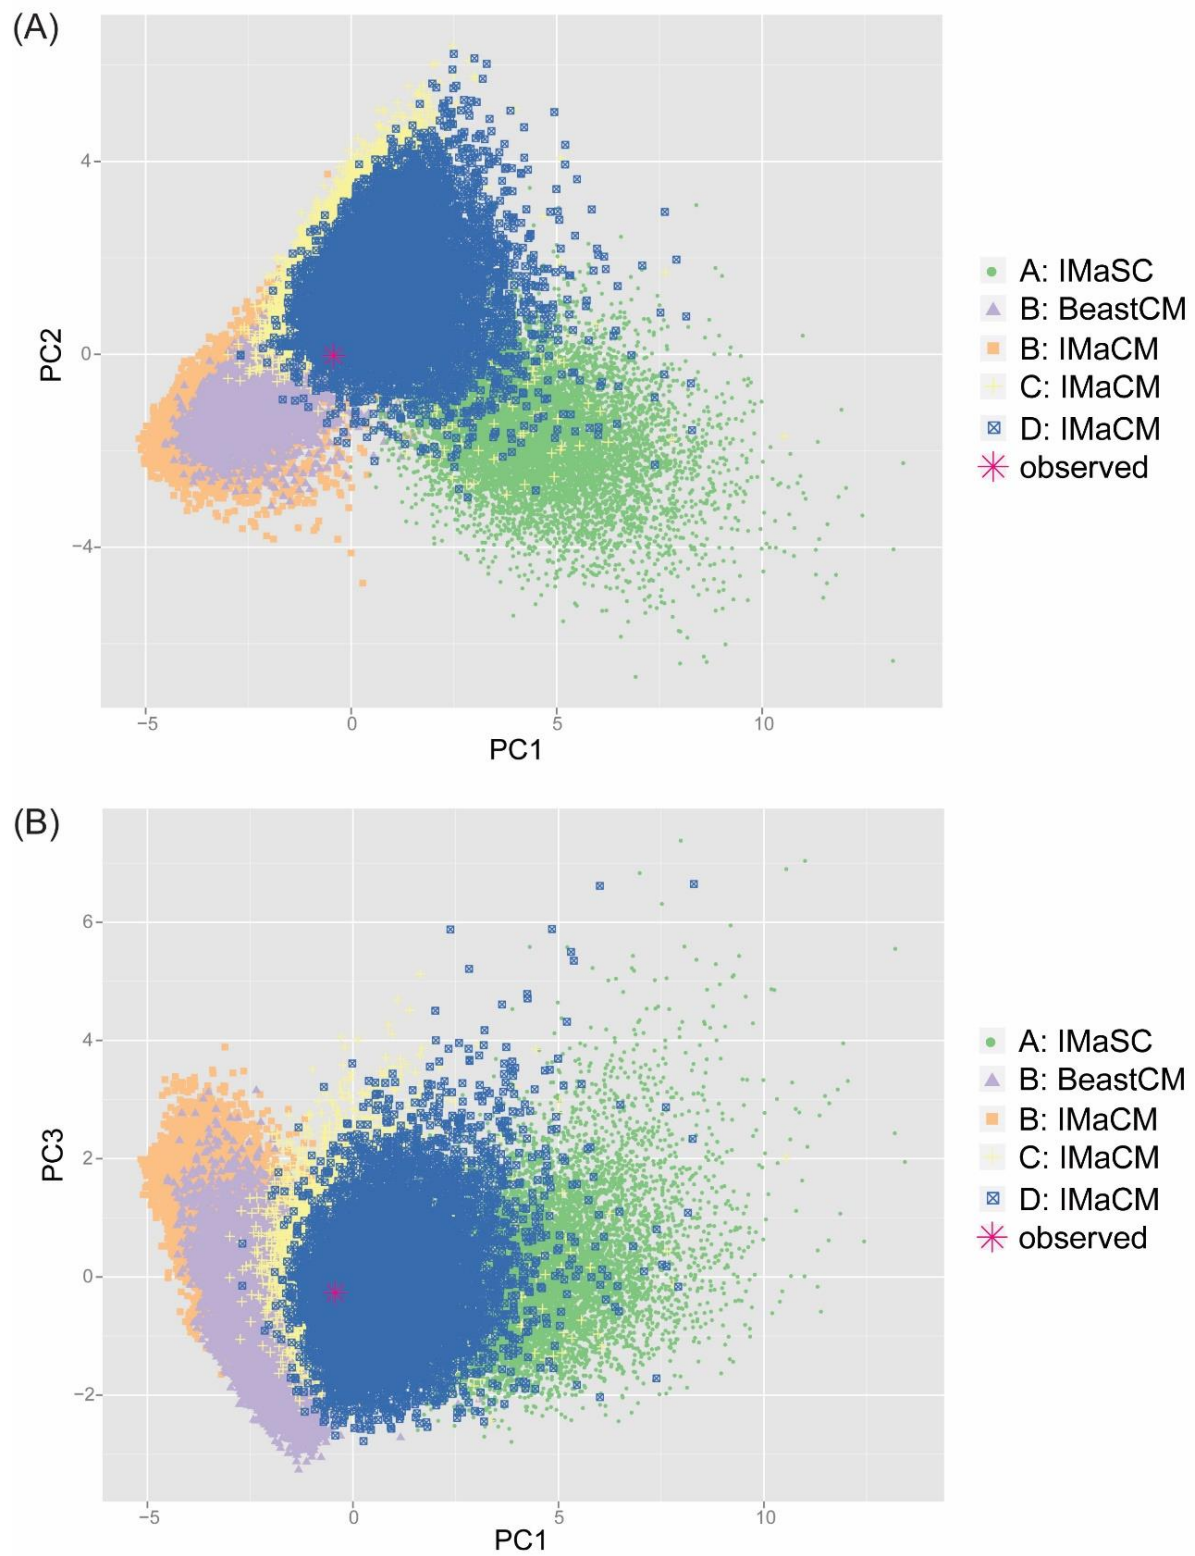 (A)
4
0
−4
PC2
−5
0
5
10
PC1
A: IMaSC
B: BeastCM
B: IMaCM
C: IMaCM
D: IMaCM
observed
(B)
6
4
2
0
−2
PC3
−5
0
5
10
PC1
A: IMaSC
B: BeastCM
B: IMaCM
C: IMaCM
D: IMaCM
observed